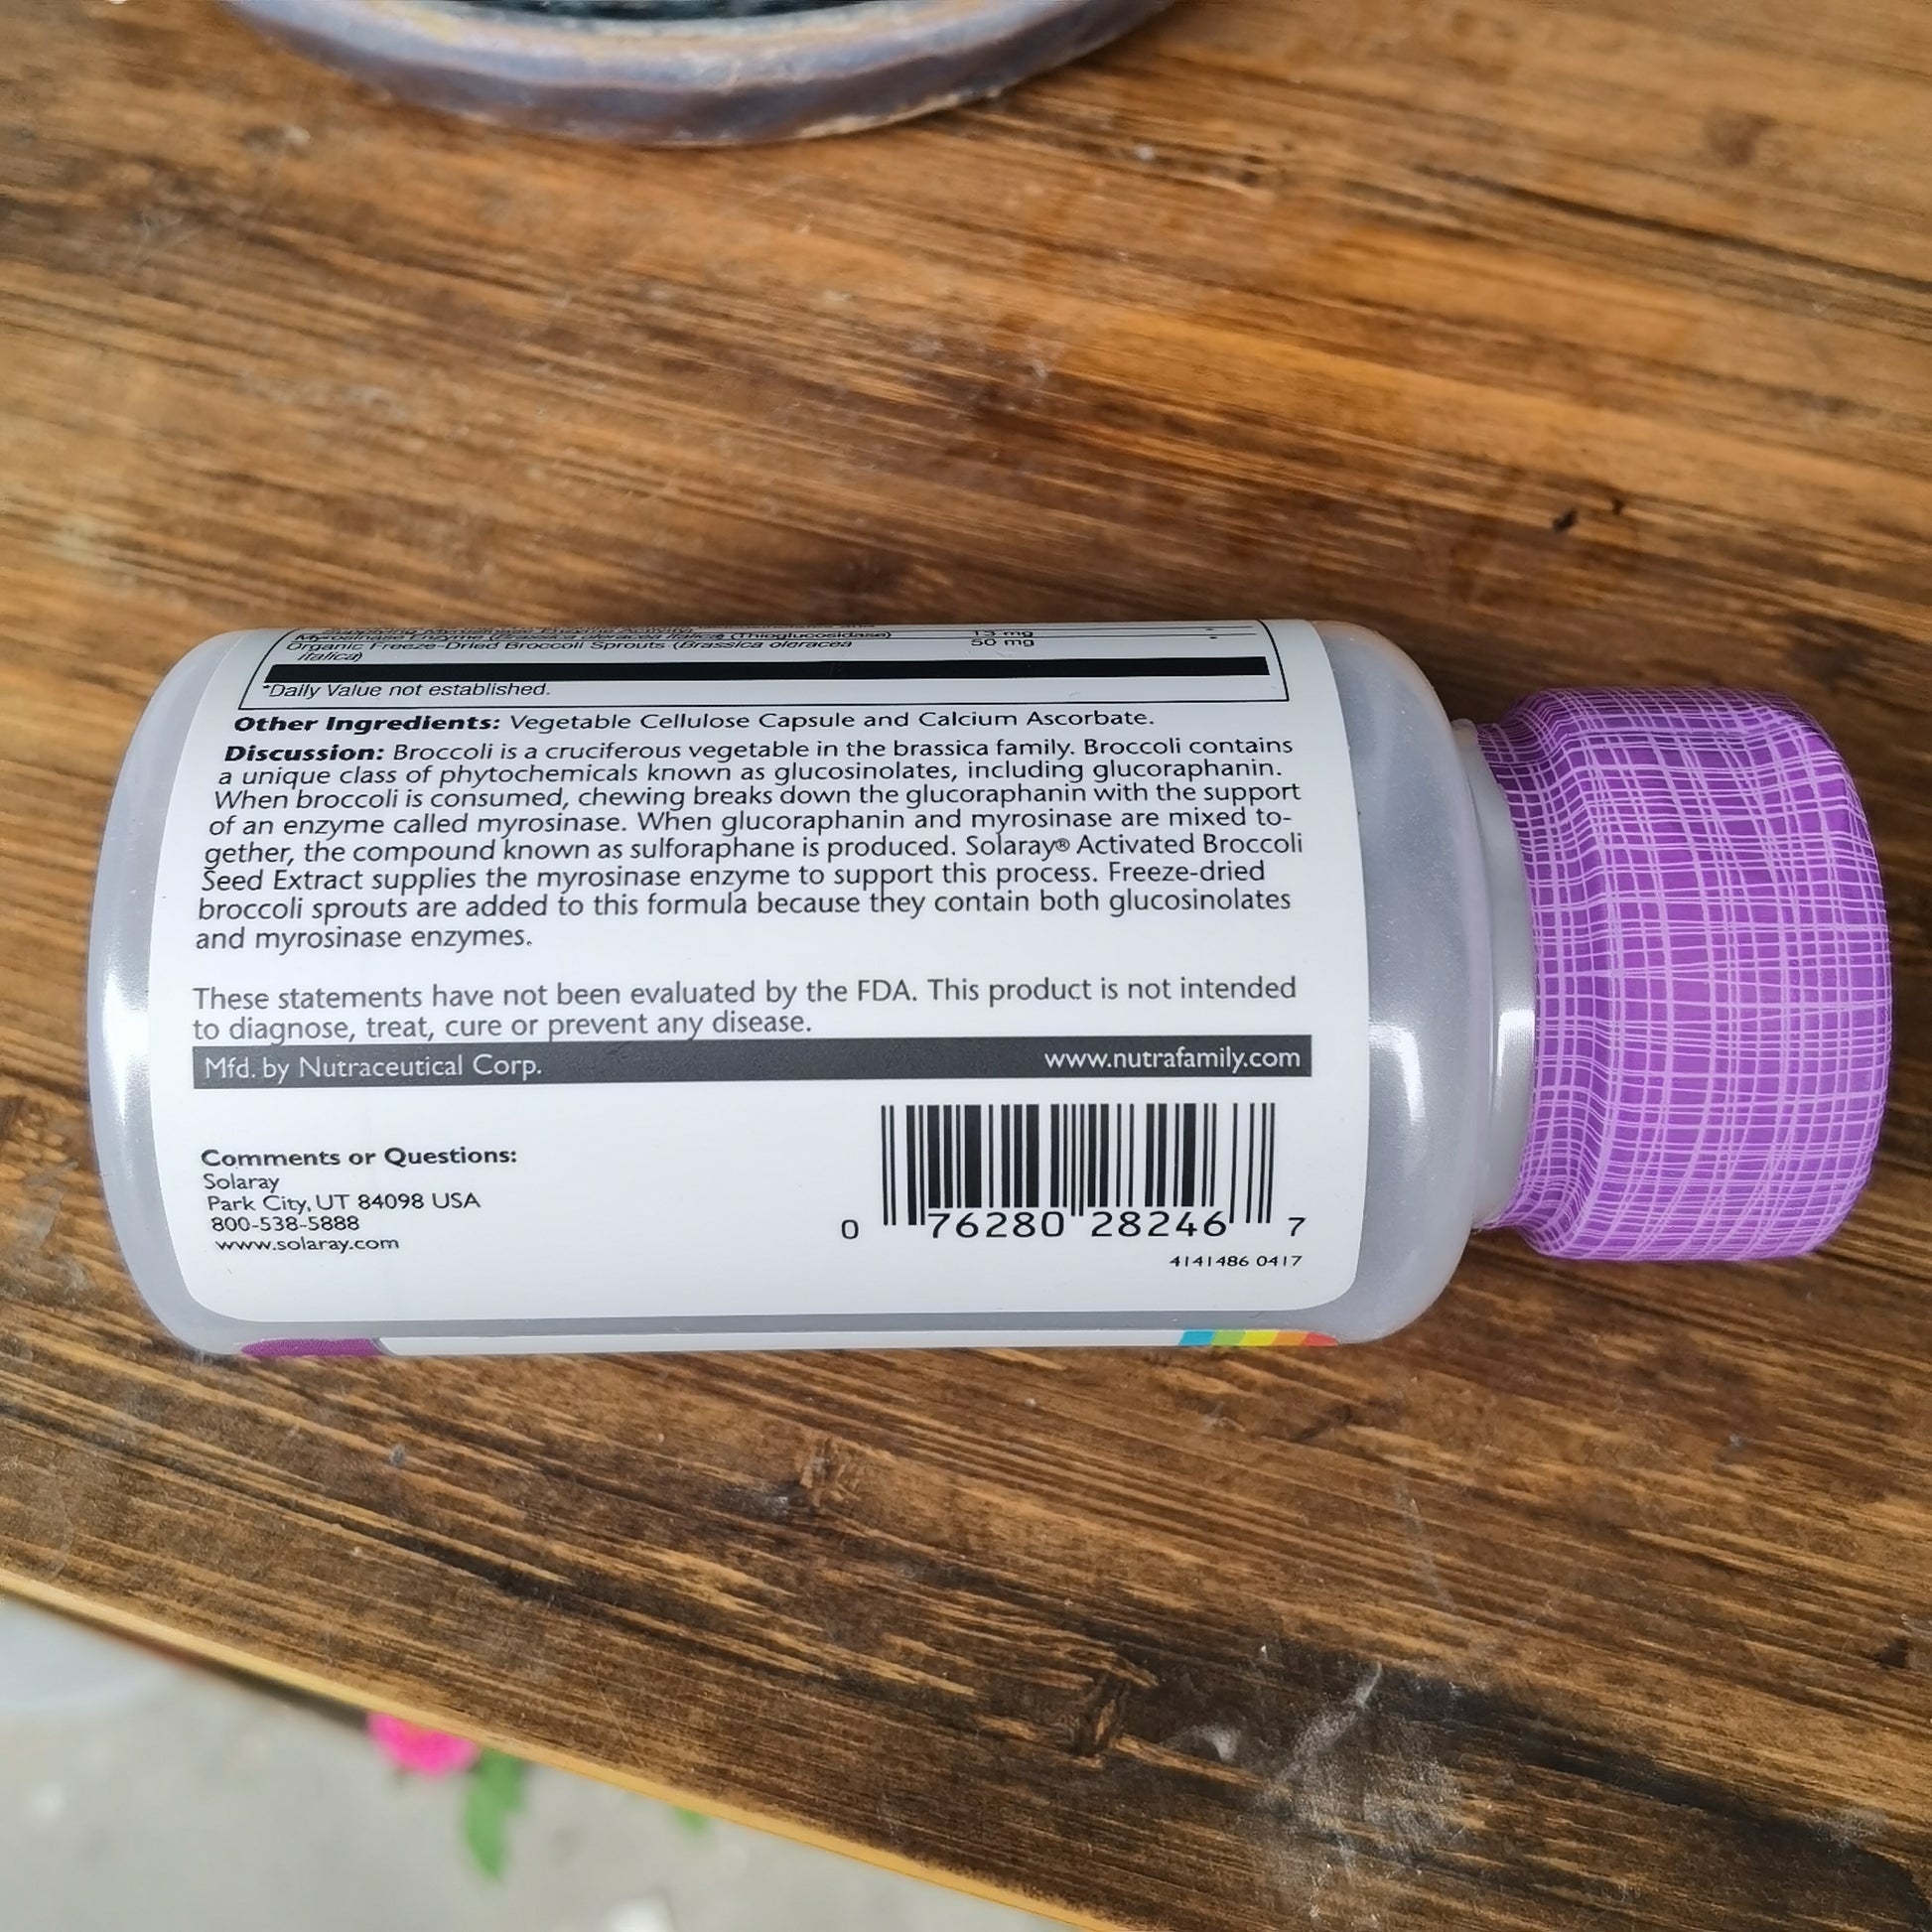 Myrosinase Enzyme (Brassica oleracea italica) (Thioglucosidase) 13 mg *
Organic Freeze-Dried Broccoli Sprouts (Brassica oleracea 50 mg *
italica)
*Daily Value not established.
Other Ingredients: Vegetable Cellulose Capsule and Calcium Ascorbate.
Discussion: Broccoli is a cruciferous vegetable in the brassica family. Broccoli contains
a unique class of phytochemicals known as glucosinolates, including glucoraphanin.
When broccoli is consumed, chewing breaks down the glucoraphanin with the support
of an enzyme called myrosinase. When glucoraphanin and myrosinase are mixed to-
gether, the compound known as sulforaphane is produced. Solaray® Activated Broccoli
Seed Extract supplies the myrosinase enzyme to support this process. Freeze-dried
broccoli sprouts are added to this formula because they contain both glucosinolates
and myrosinase enzymes.
These statements have not been evaluated by the FDA. This product is not intended
to diagnose, treat, cure or prevent any disease.
Mfd. by Nutraceutical Corp. www.nutrafamily.com
Comments or Questions:
Solaray
Park City, UT 84098 USA
800-538-5888
www.solaray.com
0 76280 28246 7
4141486 0417